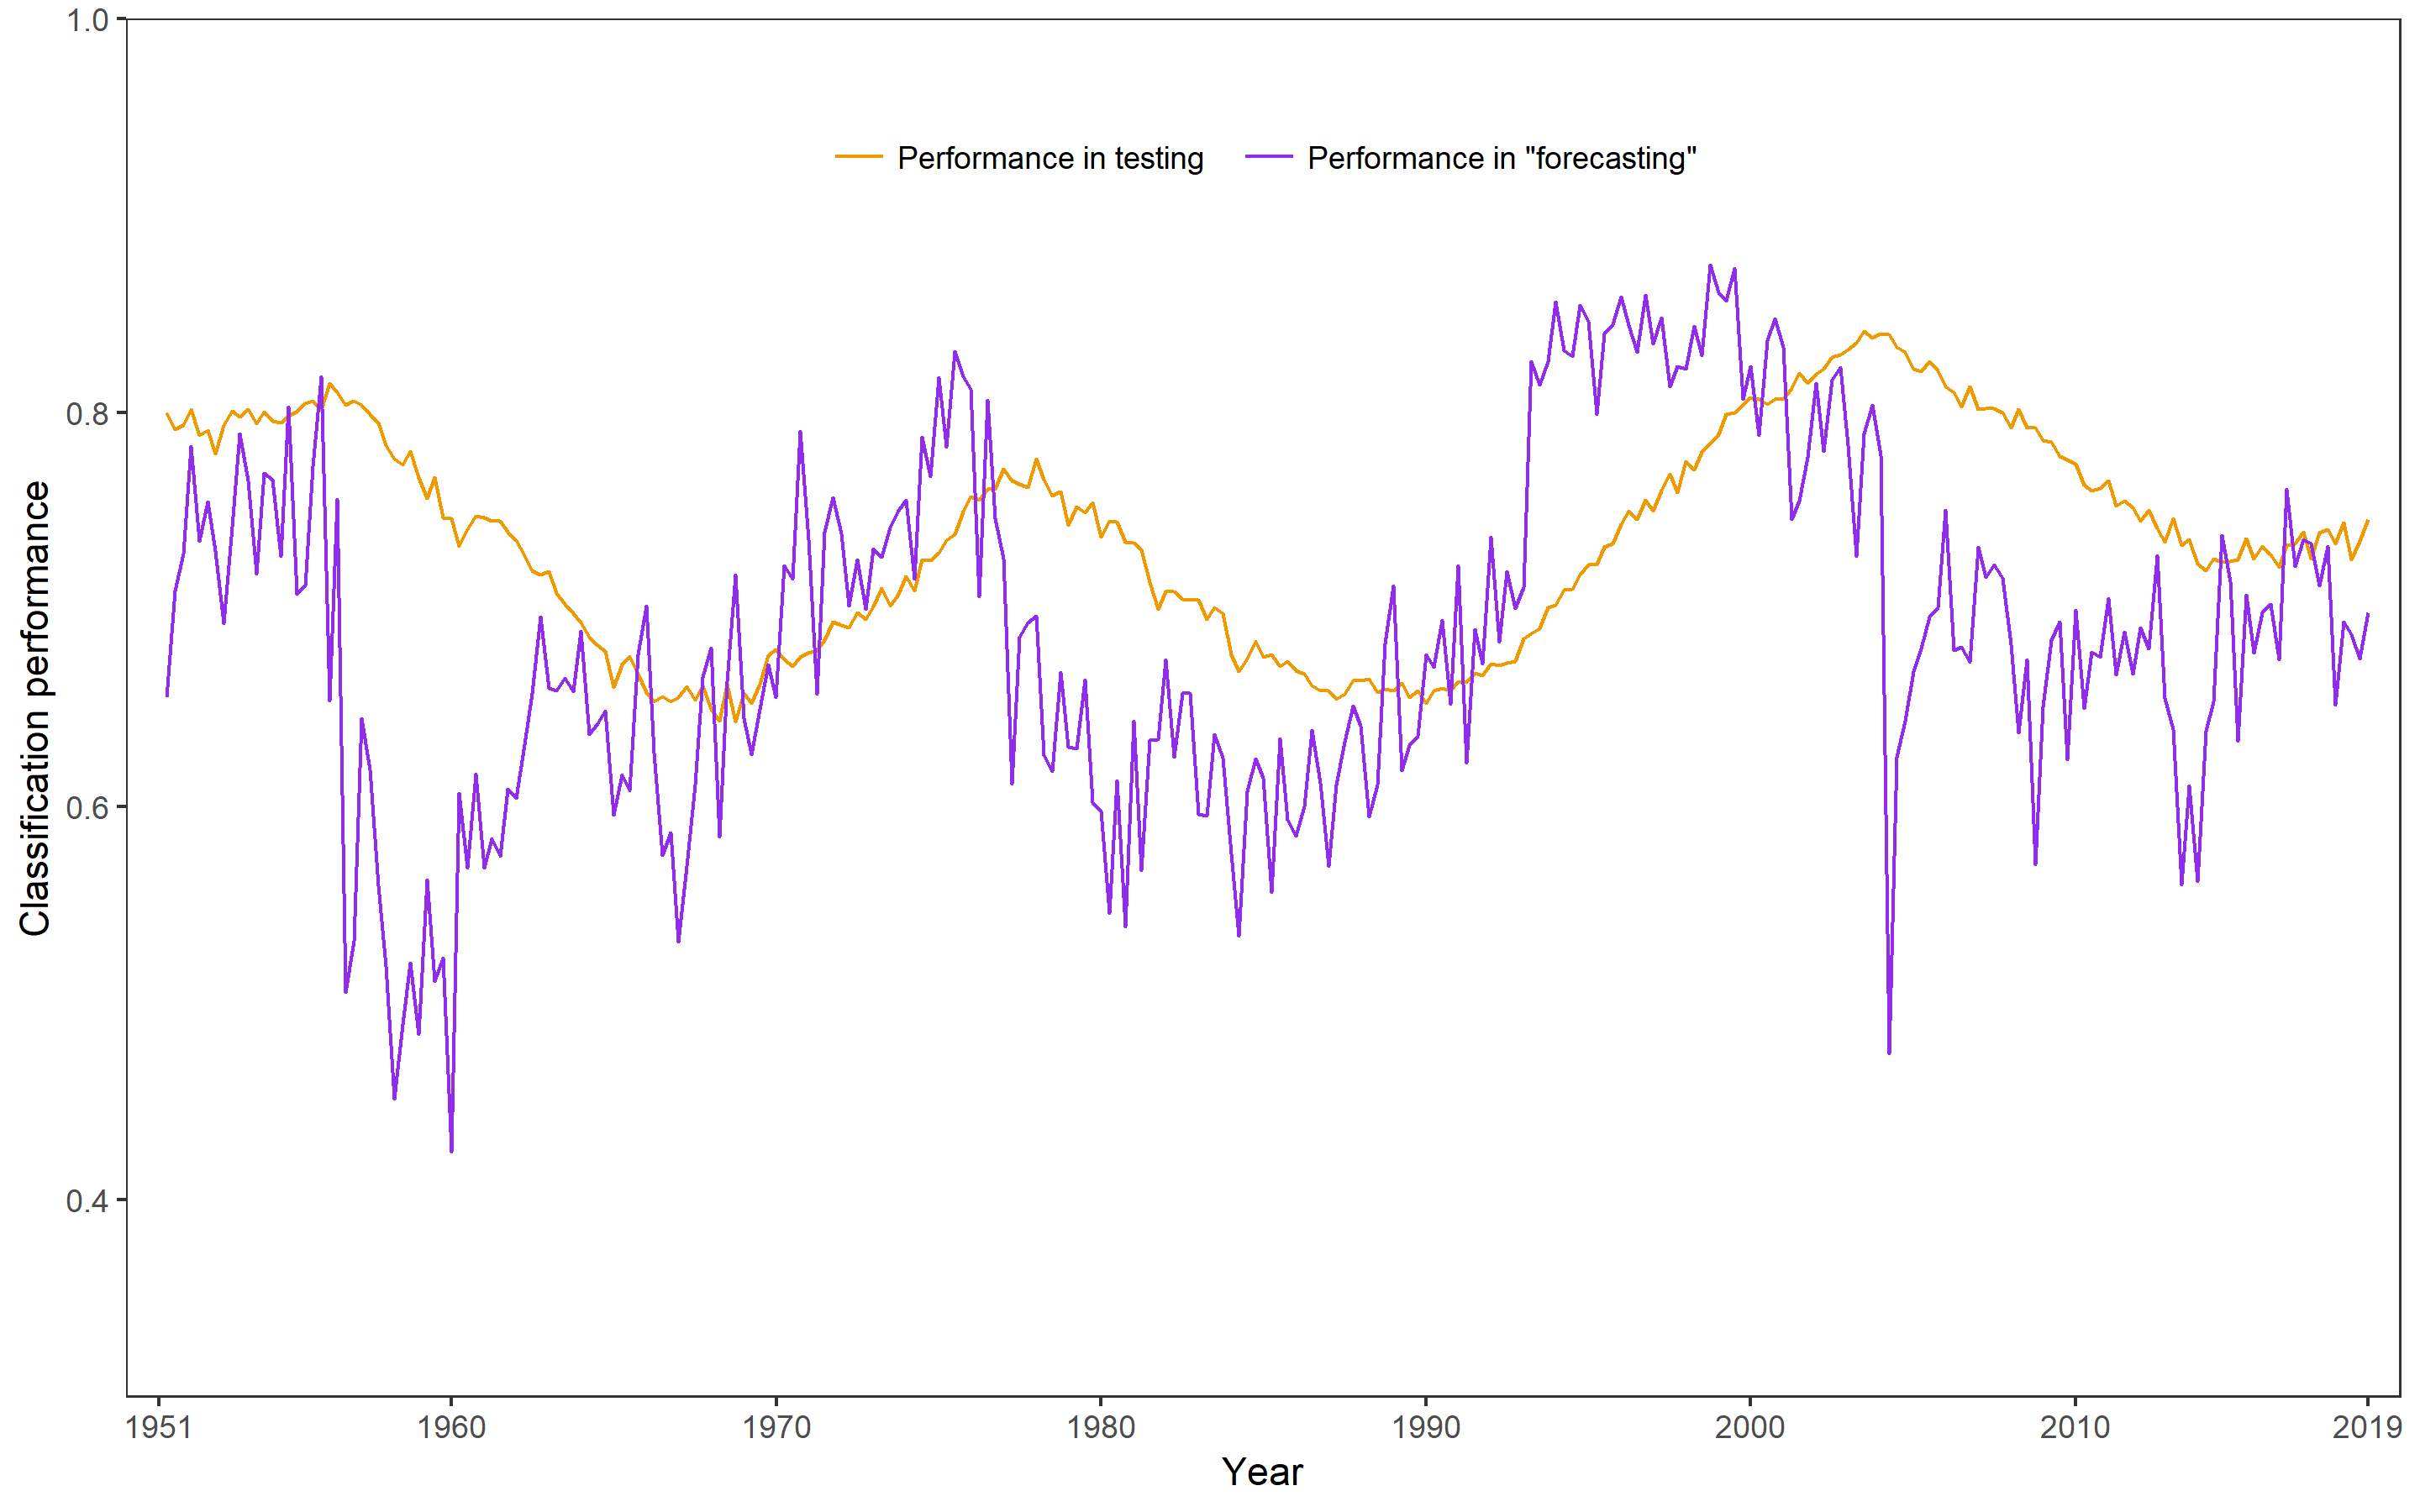 1.0
Performance in testing Performance in "forecasting"
0.8
0.6
0.4
Classification performance
1951 1960 1970 1980 1990 2000 2010 2019
Year